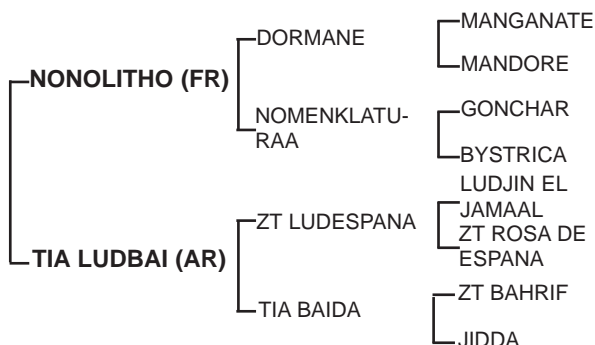 MANGANATE
DORMANE
MANDORE
NONOLITHO (FR)
GONCHAR
NOMENKLATU-
RAA
BYSTRICA
LUDJIN EL
JAMAAL
ZT LUDESPANA
ZT ROSA DE
ESPANA
TIA LUDBAI (AR)
ZT BAHRIF
TIA BAIDA
JIDDA